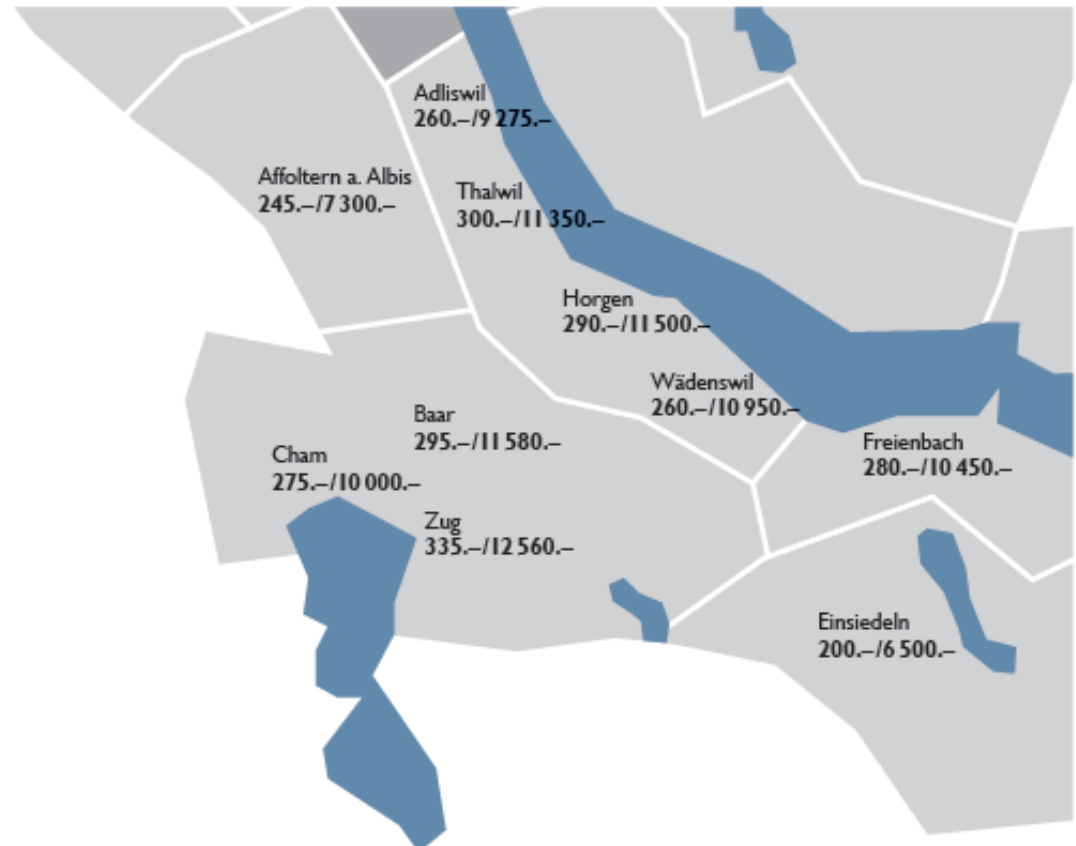 Adliswil
260.–/9 275.–
Affoltern a. Albis
245.–/7 300.–
Thalwil
300.–/11 350.–
Horgen
290.–/11 500.–
Wädenswil
260.–/10 950.–
Baar
295.–/11 580.–
Freienbach
280.–/10 450.–
Cham
275.–/10 000.–
Zug
335.–/12 560.–
Einsiedeln
200.–/6 500.–